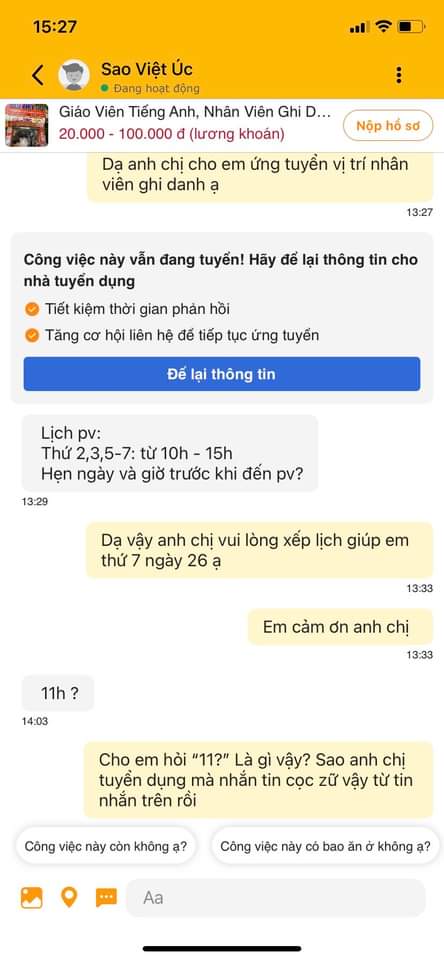 15:27
Sao Việt Úc
Đang hoạt động
Giáo Viên Tiếng Anh, Nhân Viên Ghi D...
20.000 - 100.000 đ (lương khoán)
Nộp hồ sơ
Dạ anh chị cho em ứng tuyển vị trí nhân
viên ghi danh ạ
13:27
Công việc này vẫn đang tuyển! Hãy để lại thông tin cho
nhà tuyển dụng
Tiết kiệm thời gian phản hồi
Tăng cơ hội liên hệ để tiếp tục ứng tuyển
Để lại thông tin
Lịch pv:
Thứ 2,3,5-7: từ 10h - 15h
Hẹn ngày và giờ trước khi đến pv?
13:29
Dạ vậy anh chị vui lòng xếp lịch giúp em
thứ 7 ngày 26 ạ
13:33
Em cảm ơn anh chị
13:33
11h ?
14:03
Cho em hỏi “11?” Là gì vậy? Sao anh chị
tuyển dụng mà nhắn tin cọc zữ vậy từ tin
nhắn trên rồi
Công việc này còn không ạ?
Công việc này có bao ăn ở không ạ?
Aa